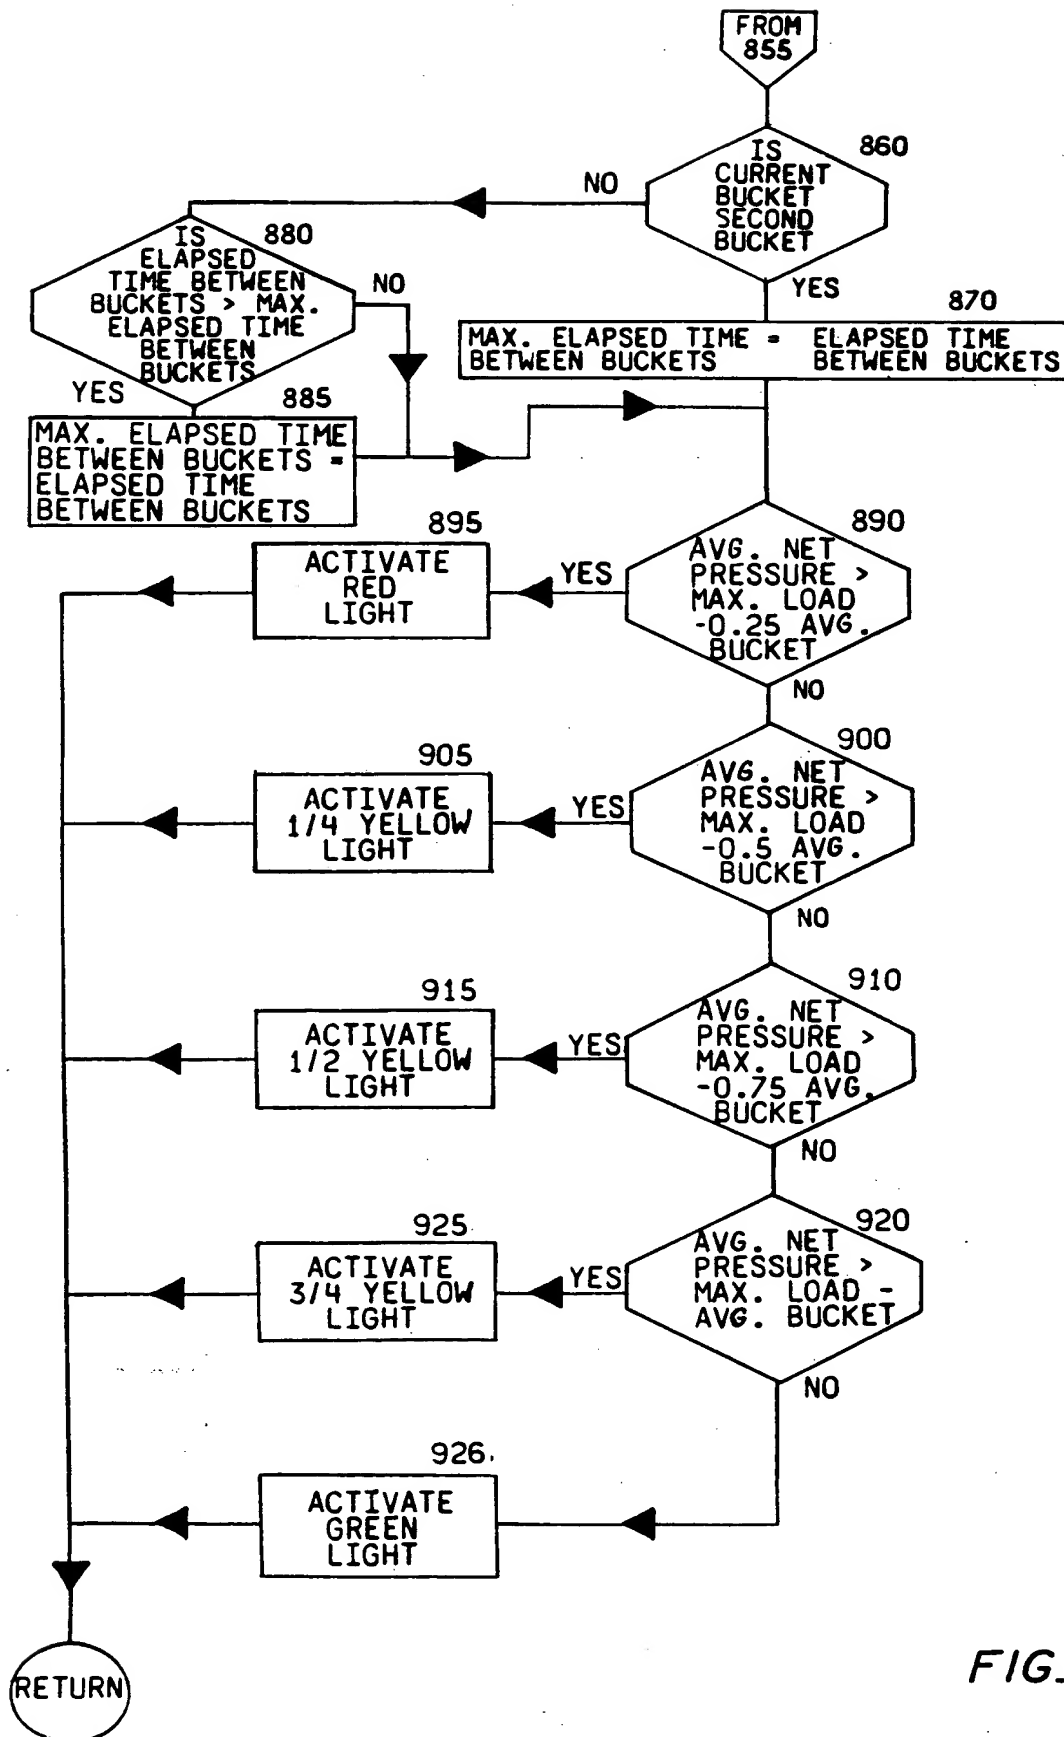 FROM
855
860
IS
CURRENT
BUCKET
SECOND
BUCKET
NO
YES
880
IS
ELAPSED
TIME BETWEEN
BUCKETS > MAX.
ELAPSED TIME
BETWEEN
BUCKETS
NO
YES
870
MAX. ELAPSED TIME = ELAPSED TIME
BETWEEN BUCKETS BETWEEN BUCKETS
885
MAX. ELAPSED TIME
BETWEEN BUCKETS =
ELAPSED TIME
BETWEEN BUCKETS
890
AVG. NET
PRESSURE >
MAX. LOAD
-0.25 AVG.
BUCKET
YES
NO
895
ACTIVATE
RED
LIGHT
900
AVG. NET
PRESSURE >
MAX. LOAD
-0.5 AVG.
BUCKET
YES
NO
905
ACTIVATE
1/4 YELLOW
LIGHT
910
AVG. NET
PRESSURE >
MAX. LOAD
-0.75 AVG.
BUCKET
YES
NO
915
ACTIVATE
1/2 YELLOW
LIGHT
920
AVG. NET
PRESSURE >
MAX. LOAD -
AVG. BUCKET
YES
NO
925
ACTIVATE
3/4 YELLOW
LIGHT
926
ACTIVATE
GREEN
LIGHT
RETURN
FIG.